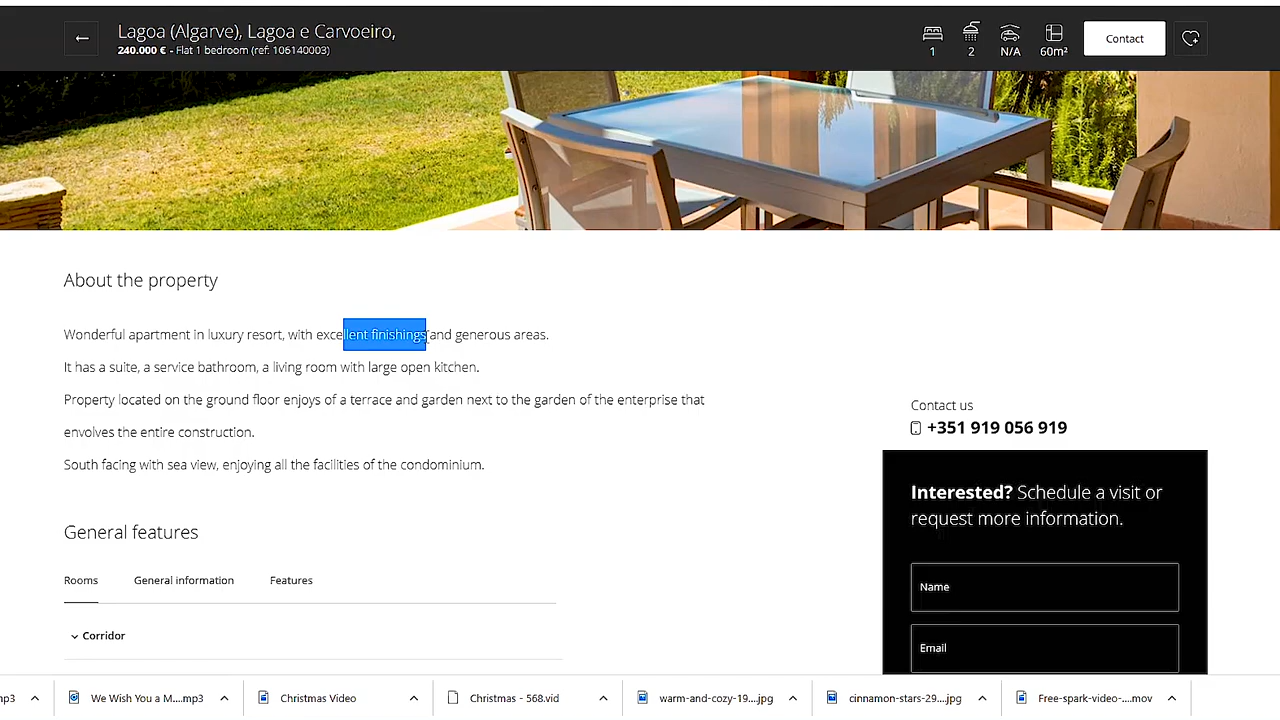 Lagoa (Algarve), Lagoa e Carvoeiro,
240.000 € - Flat 1 bedroom (ref: 106140003)
1
2
N/A
60m²
Contact
About the property
Wonderful apartment in luxury resort, with excellent finishings and generous areas.
It has a suite, a service bathroom, a living room with large open kitchen.
Property located on the ground floor enjoys of a terrace and garden next to the garden of the enterprise that
envolves the entire construction.
South facing with sea view, enjoying all the facilities of the condominium.
Contact us
+351 919 056 919
Interested? Schedule a visit or
request more information.
Name
Email
General features
Rooms
General information
Features
Corridor
mp3
We Wish You a M....mp3
Christmas Video
Christmas - 568.vid
warm-and-cozy-19....jpg
cinnamon-stars-29....jpg
Free-spark-video-....mov